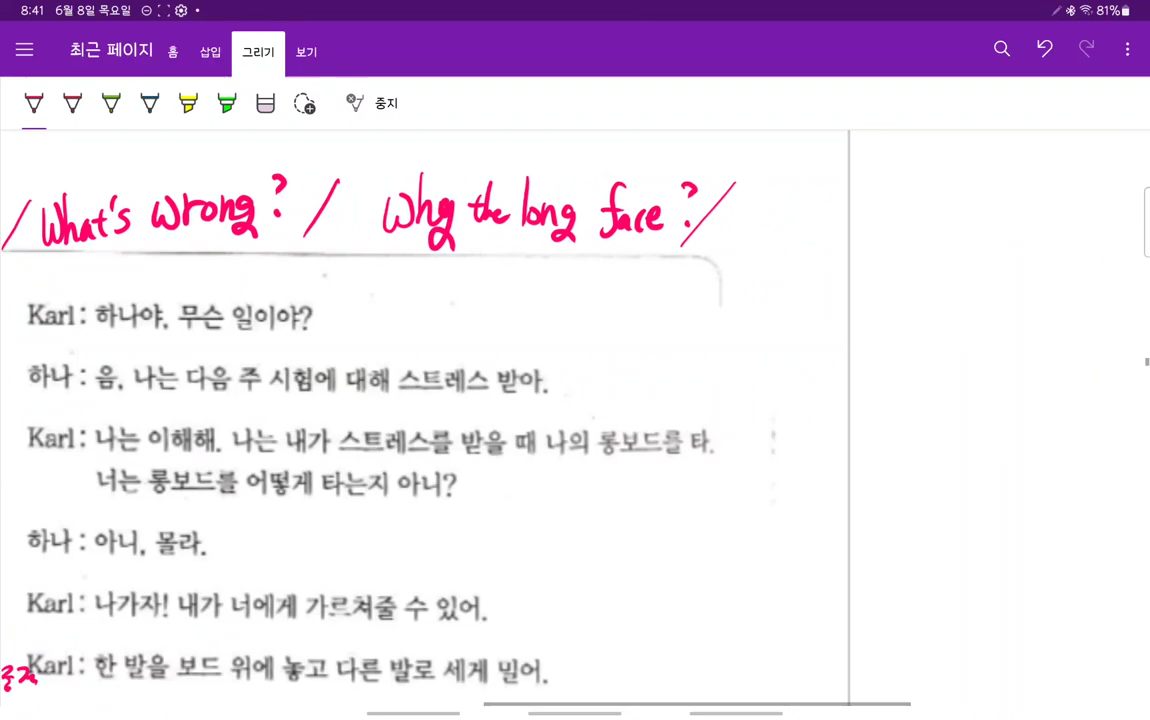 8:41 6월 8일 목요일 81%
최근 페이지 홈 삽입 그리기 보기
중지
/What's wrong? / Why the long face? /
Karl : 하나야, 무슨 일이야?
하나 : 음, 나는 다음 주 시험에 대해 스트레스 받아.
Karl : 나는 이해해. 나는 내가 스트레스를 받을 때 나의 롱보드를 타.
너는 롱보드를 어떻게 타는지 아니?
하나 : 아니, 몰라.
Karl : 나가자! 내가 너에게 가르쳐줄 수 있어.
Karl : 한 발을 보드 위에 놓고 다른 발로 세게 밀어.